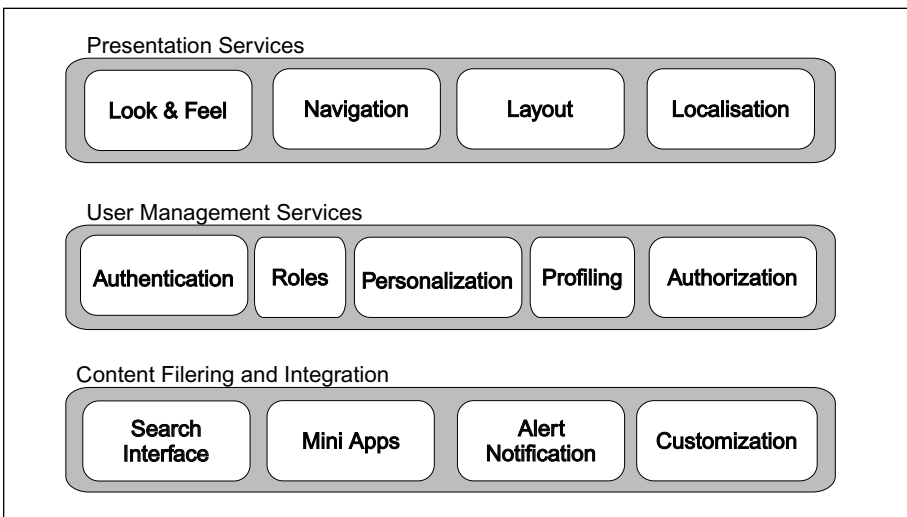 Presentation Services
Look & Feel
Navigation
Layout
Localisation
User Management Services
Authentication
Roles
Personalization
Profiling
Authorization
Content Filering and Integration
Search
Interface
Mini Apps
Alert
Notification
Customization